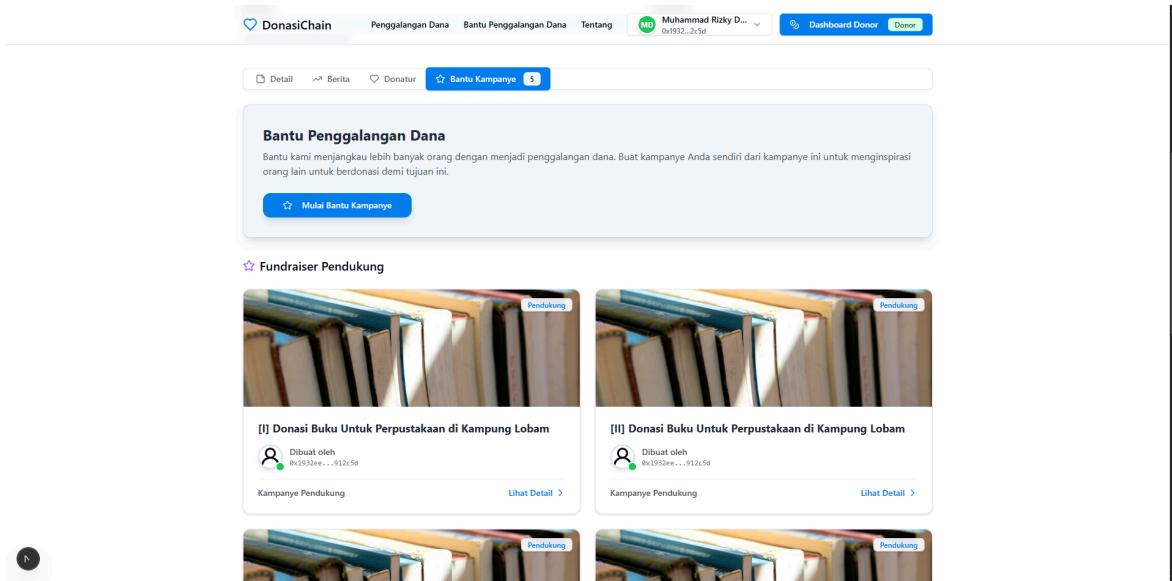 DonasiChain
Penggalangan Dana
Bantu Penggalangan Dana
Tentang
MD
Muhammad Rizky D...
0x1932...2c5d
Dashboard Donor
Donor
Detail
Berita
Donatur
Bantu Kampanye
5
Bantu Penggalangan Dana
Bantu kami menjangkau lebih banyak orang dengan menjadi penggalangan dana. Buat kampanye Anda sendiri dari kampanye ini untuk menginspirasi
orang lain untuk berdonasi demi tujuan ini.
Mulai Bantu Kampanye
Fundraiser Pendukung
Pendukung
[I] Donasi Buku Untuk Perpustakaan di Kampung Lobam
Dibuat oleh
0x1932ee...912c5d
Kampanye Pendukung
Lihat Detail
Pendukung
[II] Donasi Buku Untuk Perpustakaan di Kampung Lobam
Dibuat oleh
0x1932ee...912c5d
Kampanye Pendukung
Lihat Detail
Pendukung
Pendukung